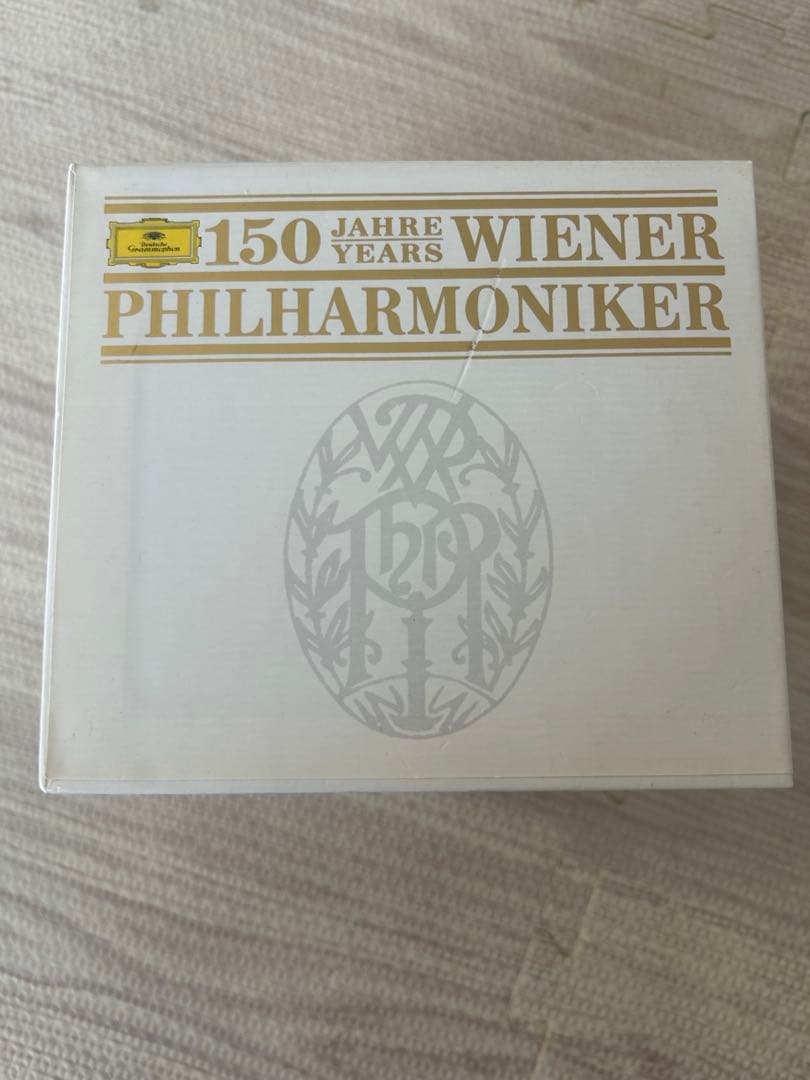 Deutsche
Grammophon
150 JAHRE YEARS WIENER
PHILHARMONIKER